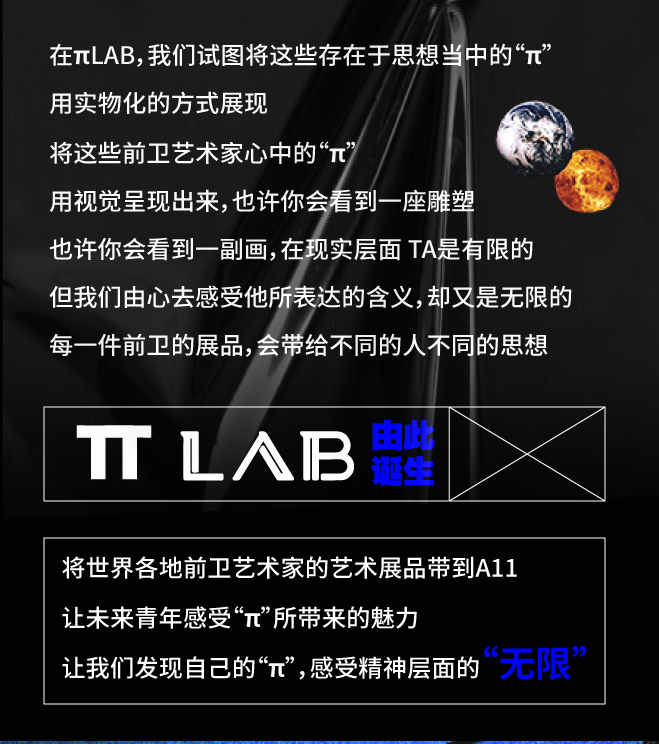 在πLAB，我们试图将这些存在于思想当中的“π”
用实物化的方式展现
将这些前卫艺术家心中的“π”
用视觉呈现出来，也许你会看到一座雕塑
也许你会看到一副画，在现实层面 TA是有限的
但我们由心去感受他所表达的含义，却又是无限的
每一件前卫的展品，会带给不同的人不同的思想
π LAB 由此
诞生
将世界各地前卫艺术家的艺术展品带到A11
让未来青年感受“π”所带来的魅力
让我们发现自己的“π”，感受精神层面的“无限”